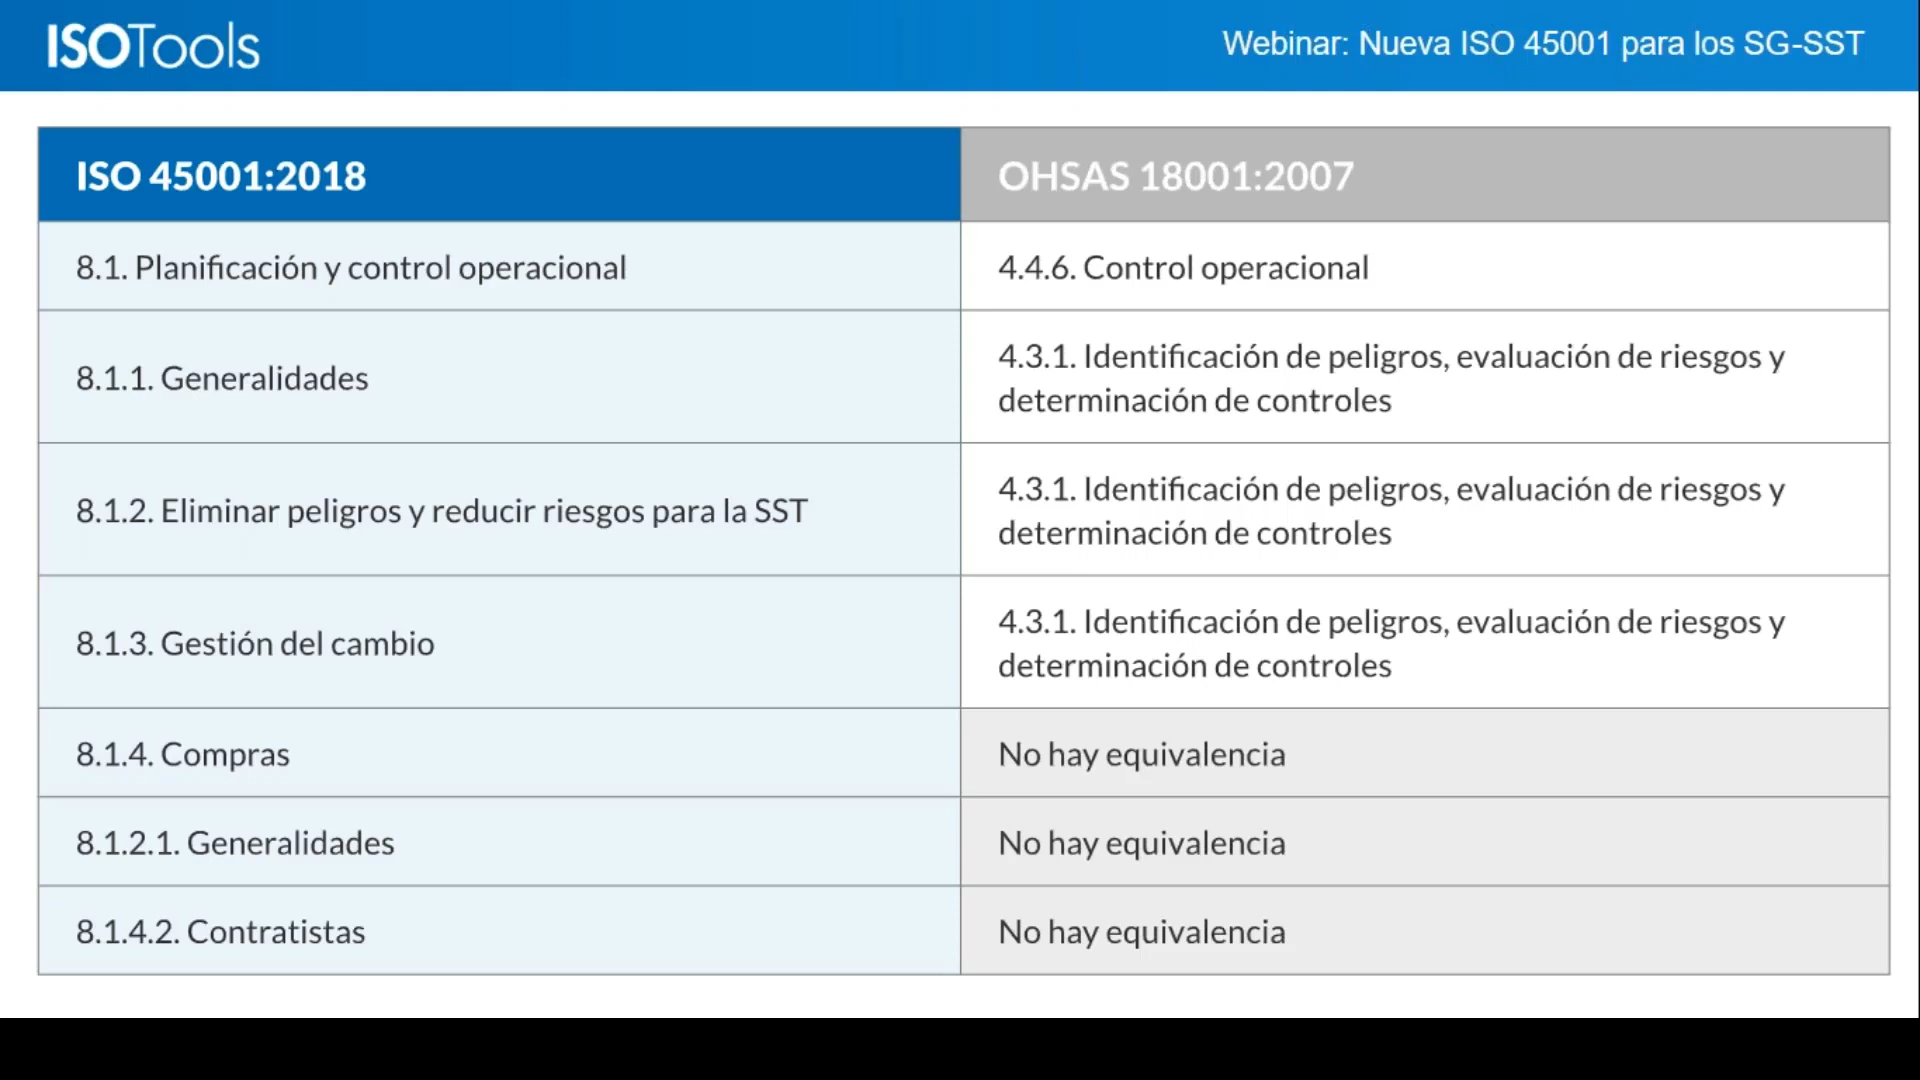 ISOTools
Webinar: Nueva ISO 45001 para los SG-SST
ISO 45001:2018
OHSAS 18001:2007
8.1. Planificación y control operacional
4.4.6. Control operacional
8.1.1. Generalidades
4.3.1. Identificación de peligros, evaluación de riesgos y
determinación de controles
8.1.2. Eliminar peligros y reducir riesgos para la SST
4.3.1. Identificación de peligros, evaluación de riesgos y
determinación de controles
8.1.3. Gestión del cambio
4.3.1. Identificación de peligros, evaluación de riesgos y
determinación de controles
8.1.4. Compras
No hay equivalencia
8.1.2.1. Generalidades
No hay equivalencia
8.1.4.2. Contratistas
No hay equivalencia